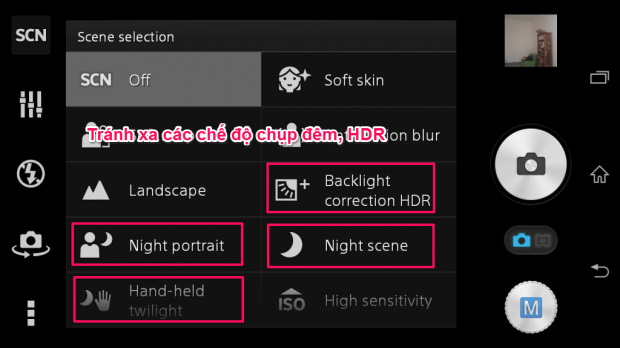 SCN
Scene selection
SCN Off
Soft skin
Tránh xa các chế độ chụp đêm, HDR
on blur
Landscape
Backlight
correction HDR
Night portrait
Night scene
Hand-held
twilight
ISO High sensitivity
M